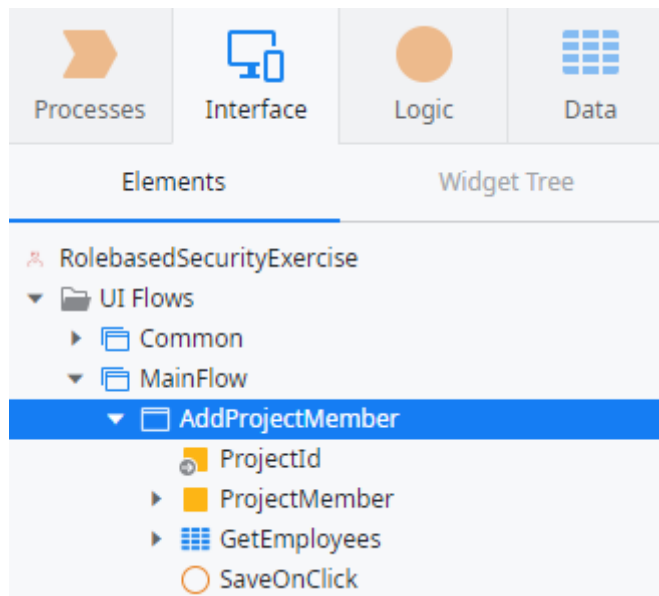 Processes Interface Logic Data
Elements Widget Tree
RolebasedSecurityExercise
UI Flows
Common
MainFlow
AddProjectMember
ProjectId
ProjectMember
GetEmployees
SaveOnClick